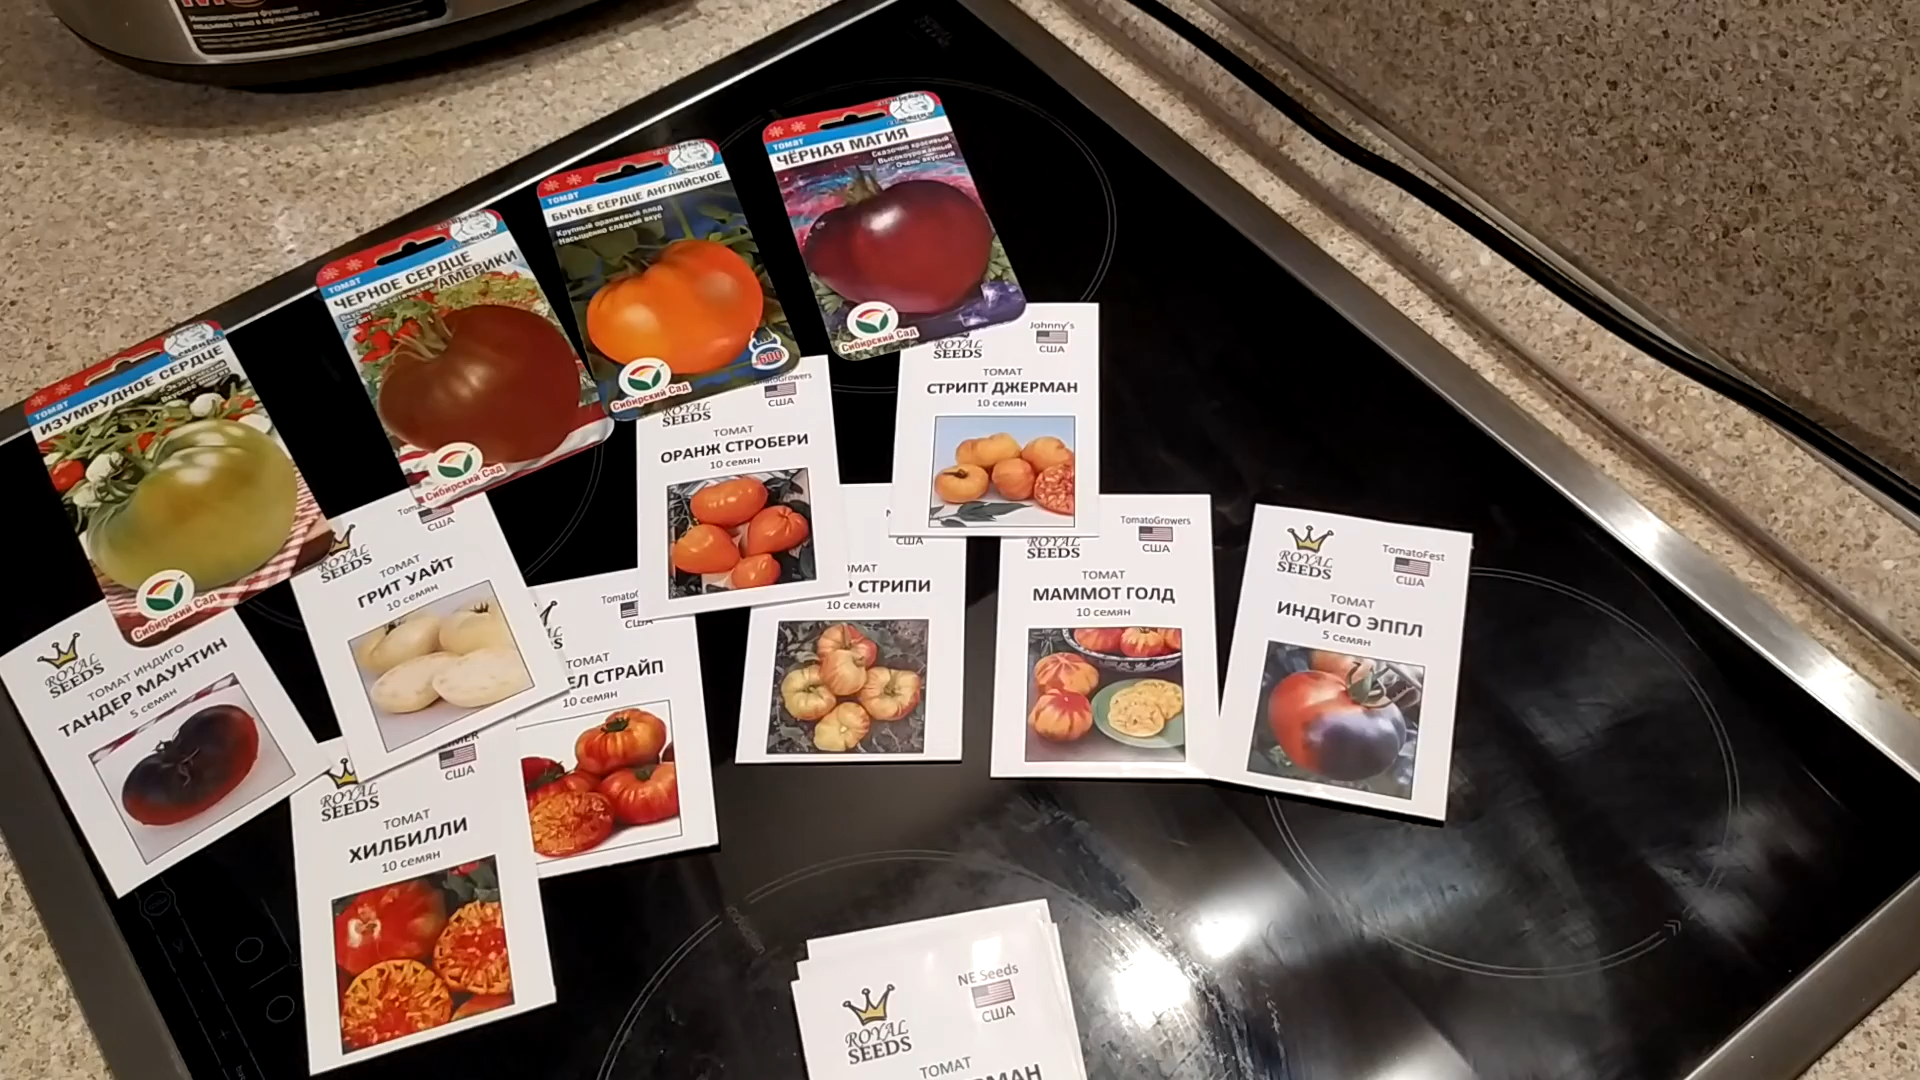 томат
ЧЁРНАЯ МАГИЯ
Сказочно красивый
Высокоурожайный
Очень вкусный
Сибирский Сад
томат
БЫЧЬЕ СЕРДЦЕ АНГЛИЙСКОЕ
Крупный оранжевый плод
Насыщенно сладкий вкус
600
Сибирский Сад
томат
ЧЕРНОЕ СЕРДЦЕ
АМЕРИКИ
Сибирский Сад
томат
ИЗУМРУДНОЕ СЕРДЦЕ
Сибирский Сад
Johnny's
ROYAL
SEEDS
США
ТОМАТ
СТРИПТ ДЖЕРМАН
10 семян
TomatoGrowers
ROYAL
SEEDS
США
ТОМАТ
ОРАНЖ СТРОБЕРИ
10 семян
США
ROYAL
SEEDS
ТОМАТ
ГРИТ УАЙТ
10 семян
США
СТРИПИ
10 семян
TomatoGrowers
ROYAL
SEEDS
США
ТОМАТ
МАММОТ ГОЛД
10 семян
ROYAL
SEEDS
TomatoFest
США
ТОМАТ
ИНДИГО ЭППЛ
5 семян
ТОМАТ
ЕЛ СТРАЙП
10 семян
ROYAL
SEEDS
ТОМАТ ИНДИГО
ТАНДЕР МАУНТИН
5 семян
США
ROYAL
SEEDS
ТОМАТ
ХИЛБИЛЛИ
10 семян
NE Seeds
США
ROYAL
SEEDS
ТОМАТ